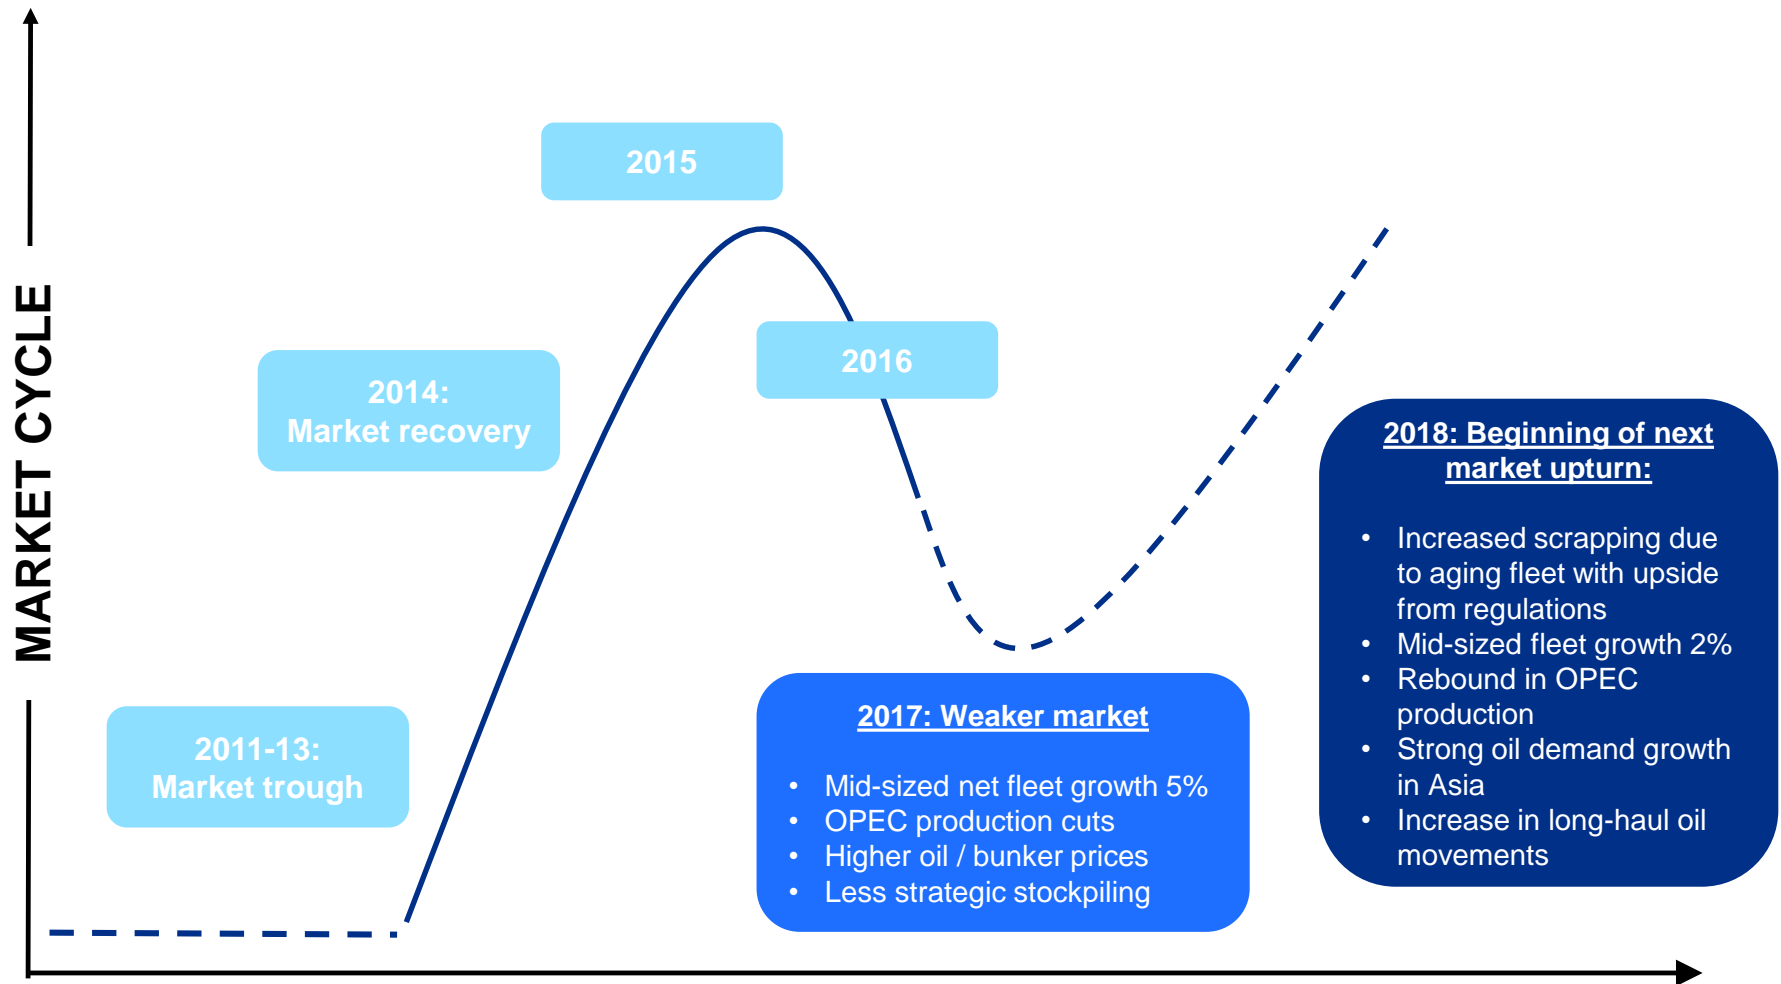 MARKET CYCLE
2015
2016
2014:
Market recovery
2011-13:
Market trough
2017: Weaker market
• Mid-sized net fleet growth 5%
• OPEC production cuts
• Higher oil / bunker prices
• Less strategic stockpiling
2018: Beginning of next
market upturn:
• Increased scrapping due
to aging fleet with upside
from regulations
• Mid-sized fleet growth 2%
• Rebound in OPEC
production
• Strong oil demand growth
in Asia
• Increase in long-haul oil
movements